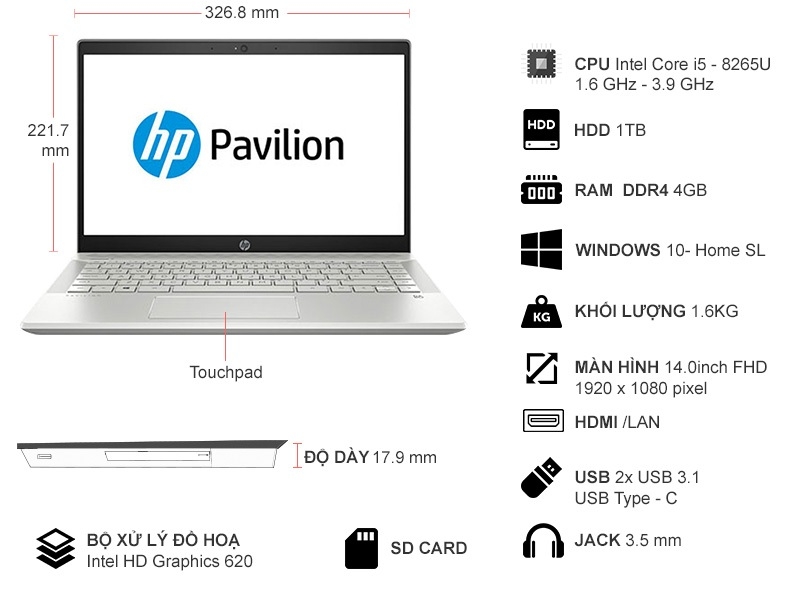 326.8 mm
221.7
mm
hp Pavilion
hp
Touchpad
ĐỘ DÀY 17.9 mm
BỘ XỬ LÝ ĐỒ HOẠ
Intel HD Graphics 620
SD CARD
CPU Intel Core i5 - 8265U
1.6 GHz - 3.9 GHz
HDD
HDD 1TB
RAM DDR4 4GB
WINDOWS 10- Home SL
KG
KHỐI LƯỢNG 1.6KG
MÀN HÌNH 14.0inch FHD
1920 x 1080 pixel
HDMI /LAN
USB 2x USB 3.1
USB Type - C
JACK 3.5 mm